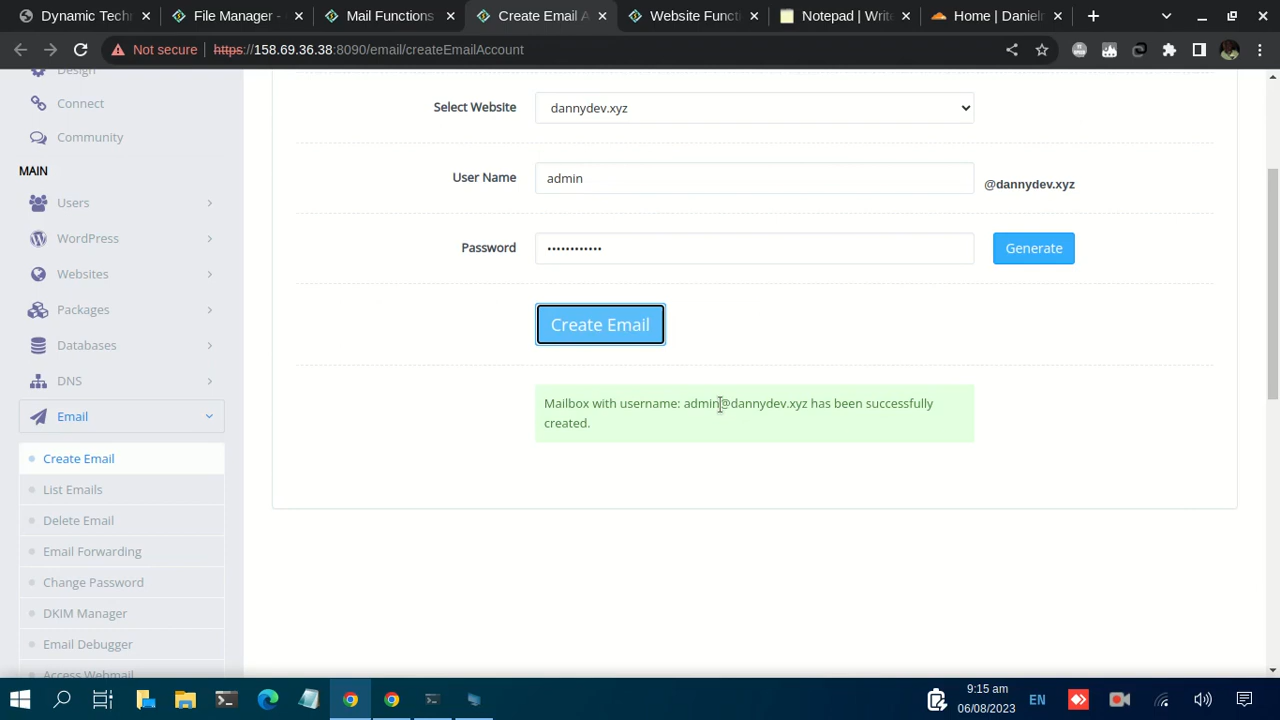 Dynamic Techn
File Manager -
Mail Functions
Create Email A
Website Functi
Notepad | Write
Home | Danieln
Not secure
https://158.69.36.38:8090/email/createEmailAccount
Design
Connect
Community
MAIN
Users
WordPress
Websites
Packages
Databases
DNS
Email
Create Email
List Emails
Delete Email
Email Forwarding
Change Password
DKIM Manager
Email Debugger
Access Webmail
Select Website
dannydev.xyz
User Name
admin
@dannydev.xyz
Password
••••••••••••
Generate
Create Email
Mailbox with username: admin@dannydev.xyz has been successfully
created.
9:15 am
EN
06/08/2023